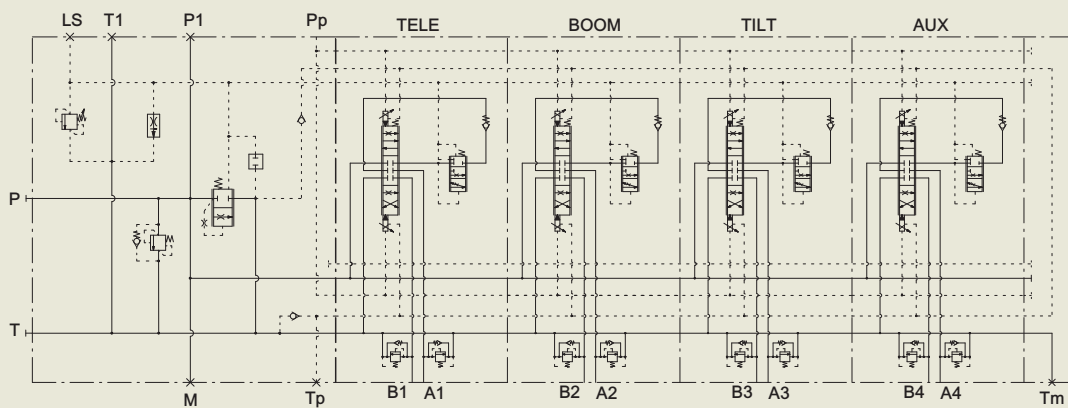 LS T1 P1 Pp TELE BOOM TILT AUX
P
T
M Tp B1 A1 B2 A2 B3 A3 B4 A4 Tm